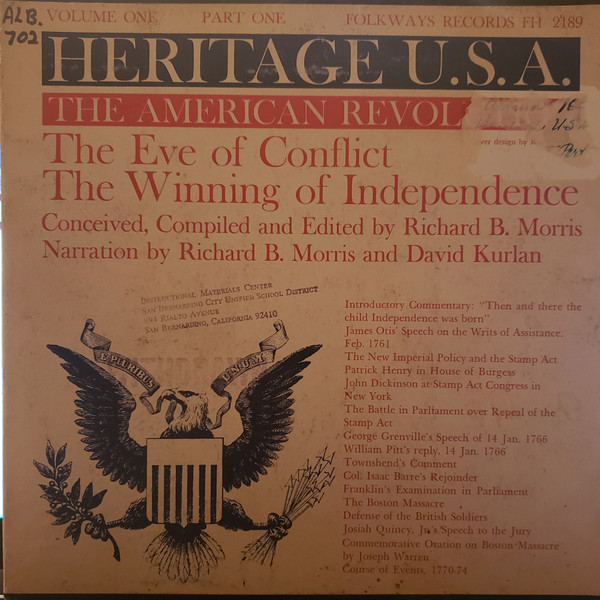 ALB.
702
VOLUME ONE PART ONE FOLKWAYS RECORDS FH 2189
HERITAGE U.S.A.
THE AMERICAN REVOL
The Eve of Conflict
The Winning of Independence
Conceived, Compiled and Edited by Richard B. Morris
Narration by Richard B. Morris and David Kurlan
INSTRUCTIONAL MATERIALS CENTER
SAN BERNARDINO CITY UNIFIED SCHOOL DISTRICT
RIALTO AVENUE
SAN BERNARDINO, CALIFORNIA 92410
E PLURIBUS UNUM
Introductory Commentary: "Then and there the
child Independence was born"
James Otis' Speech on the Writs of Assistance,
Feb. 1761
The New Imperial Policy and the Stamp Act
Patrick Henry in House of Burgess
John Dickinson at Stamp Act Congress in
New York
The Battle in Parliament over Repeal of the
Stamp Act
George Grenville's Speech of 14 Jan. 1766
William Pitt's reply, 14 Jan. 1766
Townshend's Comment
Col. Isaac Barre's Rejoinder
Franklin's Examination in Parliament
The Boston Massacre
Defense of the British Soldiers
Josiah Quincy, Jr.'s Speech to the Jury
Commemorative Oration on Boston Massacre
by Joseph Warren
Course of Events, 1770-74